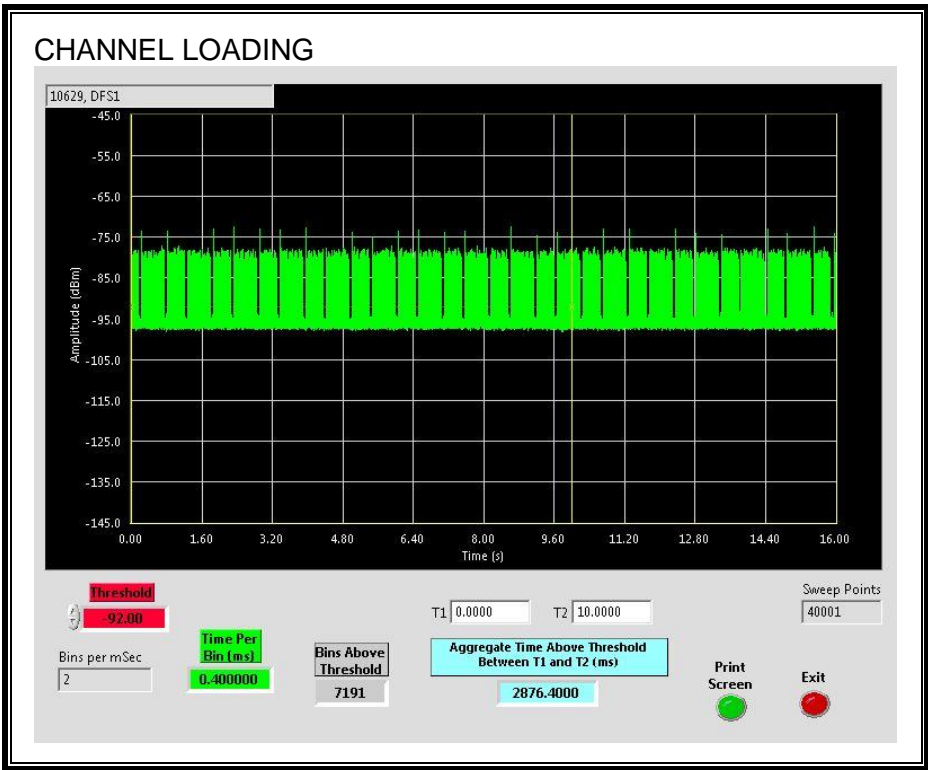 CHANNEL LOADING
10629, DFS1
-45.0
-55.0
-65.0
-75.0
-85.0
-95.0
-105.0
-115.0
-125.0
-135.0
-145.0
Amplitude (dBm)
0.00 1.60 3.20 4.80 6.40 8.00 9.60 11.20 12.80 14.40 16.00
Time (s)
Threshold
-92.00
Bins per mSec
2
Time Per
Bin (ms)
0.400000
Bins Above
Threshold
7191
T1 0.0000 T2 10.0000
Aggregate Time Above Threshold
Between T1 and T2 (ms)
2876.4000
Sweep Points
40001
Print
Screen
Exit